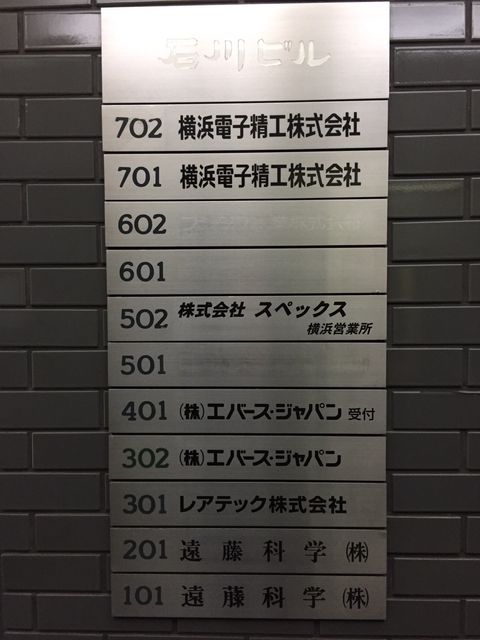 石川ビル
702 横浜電子精工株式会社
701 横浜電子精工株式会社
602
601
502 株式会社 スペックス
横浜営業所
501
401 (株)エバース・ジャパン 受付
302 (株)エバース・ジャパン
301 レアテック株式会社
201 遠藤科学(株)
101 遠藤科学(株)